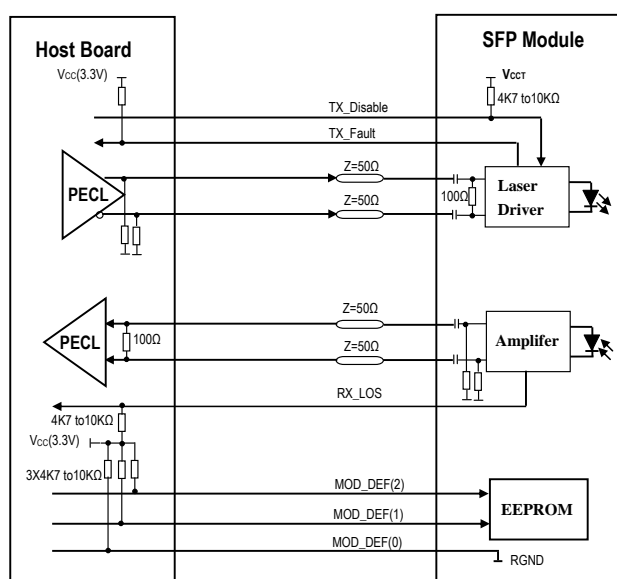 Host Board
SFP Module
Vcc(3.3V)
VCCT
4K7 to10KΩ
TX_Disable
TX_Fault
Z=50Ω
PECL
100Ω
Laser
Driver
Z=50Ω
Z=50Ω
PECL
100Ω
Amplifer
Z=50Ω
RX_LOS
4K7 to10KΩ
Vcc(3.3V)
3X4K7 to10KΩ
MOD_DEF(2)
EEPROM
MOD_DEF(1)
MOD_DEF(0)
RGND